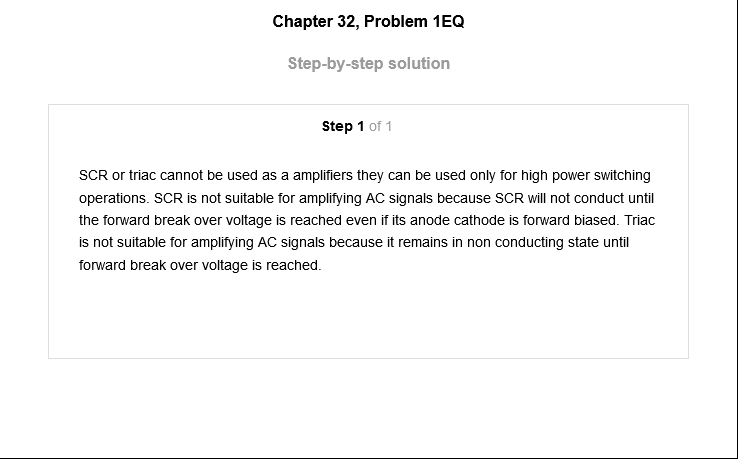 Chapter 32, Problem 1EQ
Step-by-step solution
Step 1 of 1
SCR or triac cannot be used as a amplifiers they can be used only for high power switching
operations. SCR is not suitable for amplifying AC signals because SCR will not conduct until
the forward break over voltage is reached even if its anode cathode is forward biased. Triac
is not suitable for amplifying AC signals because it remains in non conducting state until
forward break over voltage is reached.